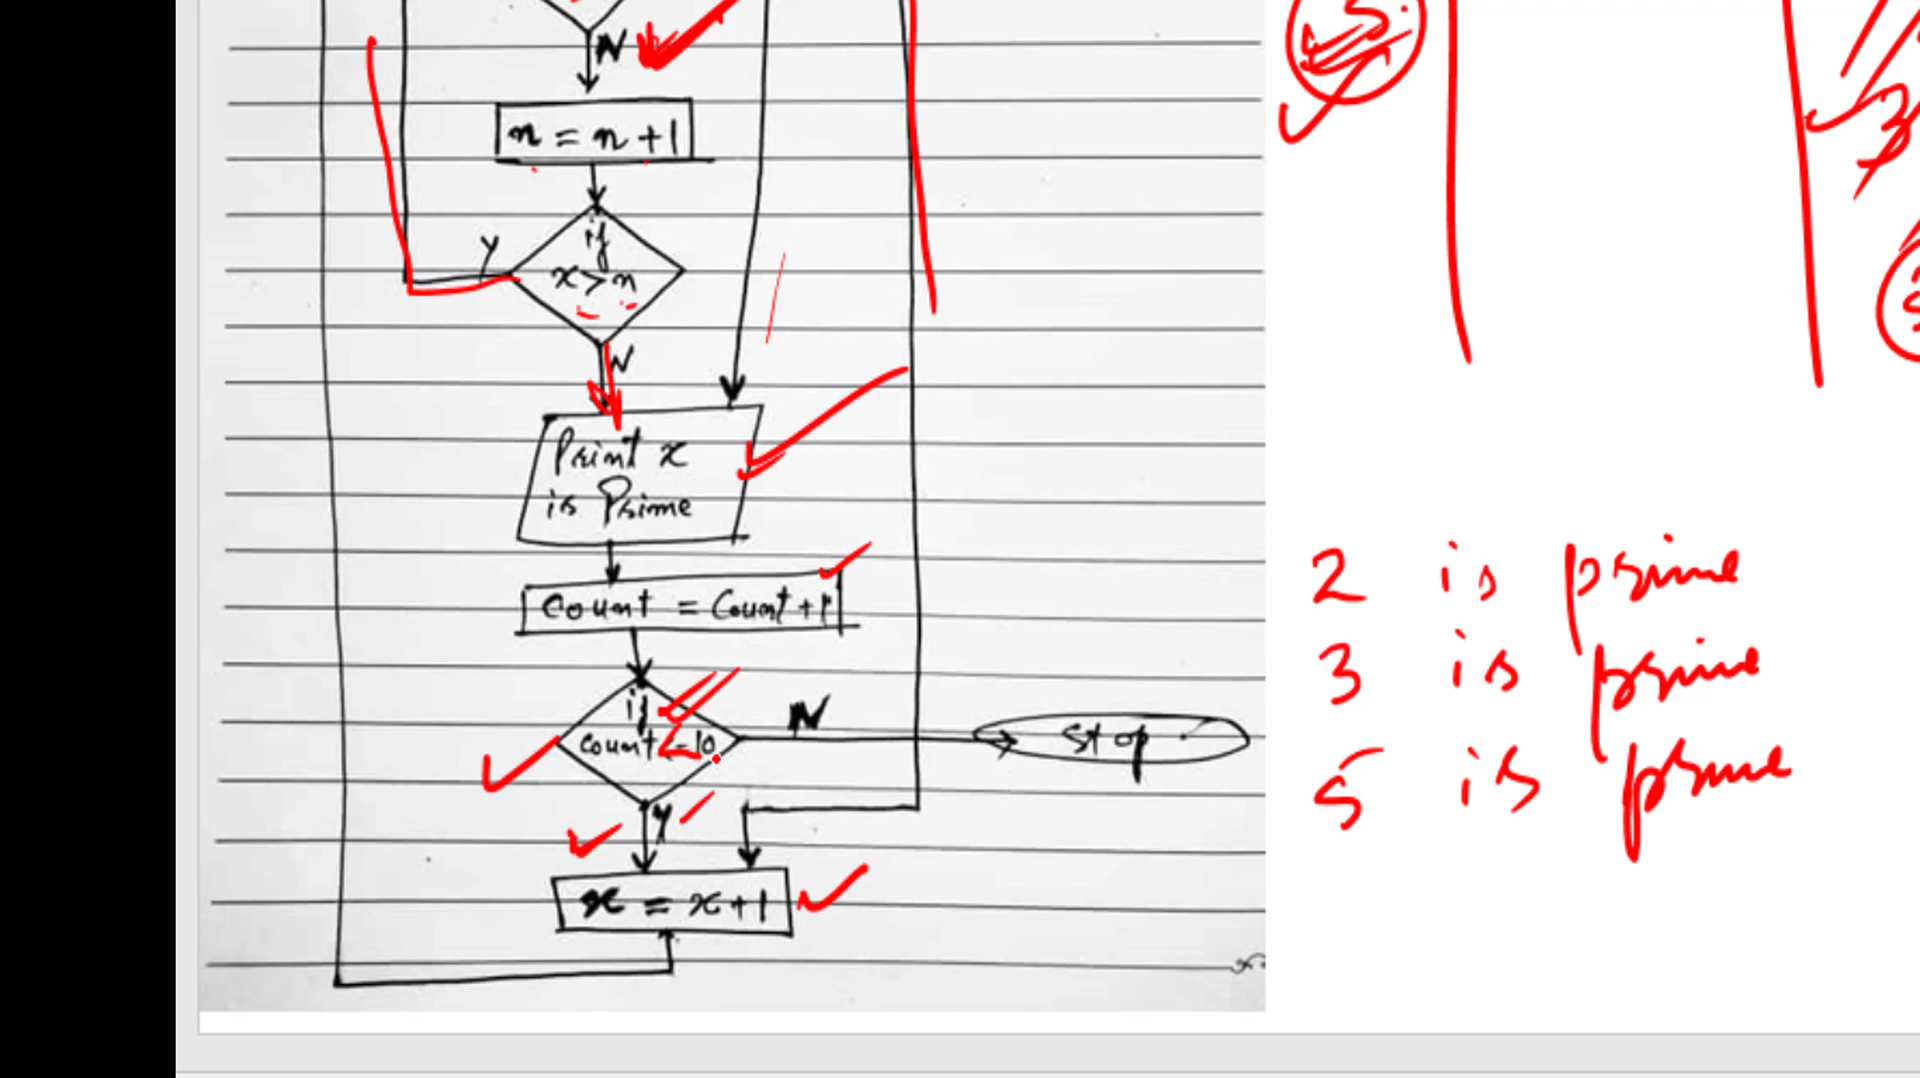 N
n = n + 1
if
Y
x > n
N
Print x
is Prime
Count = Count + 1
if
N
Count <= 10
Stop
Y
x = x + 1
2 is prime
3 is prime
5 is prime